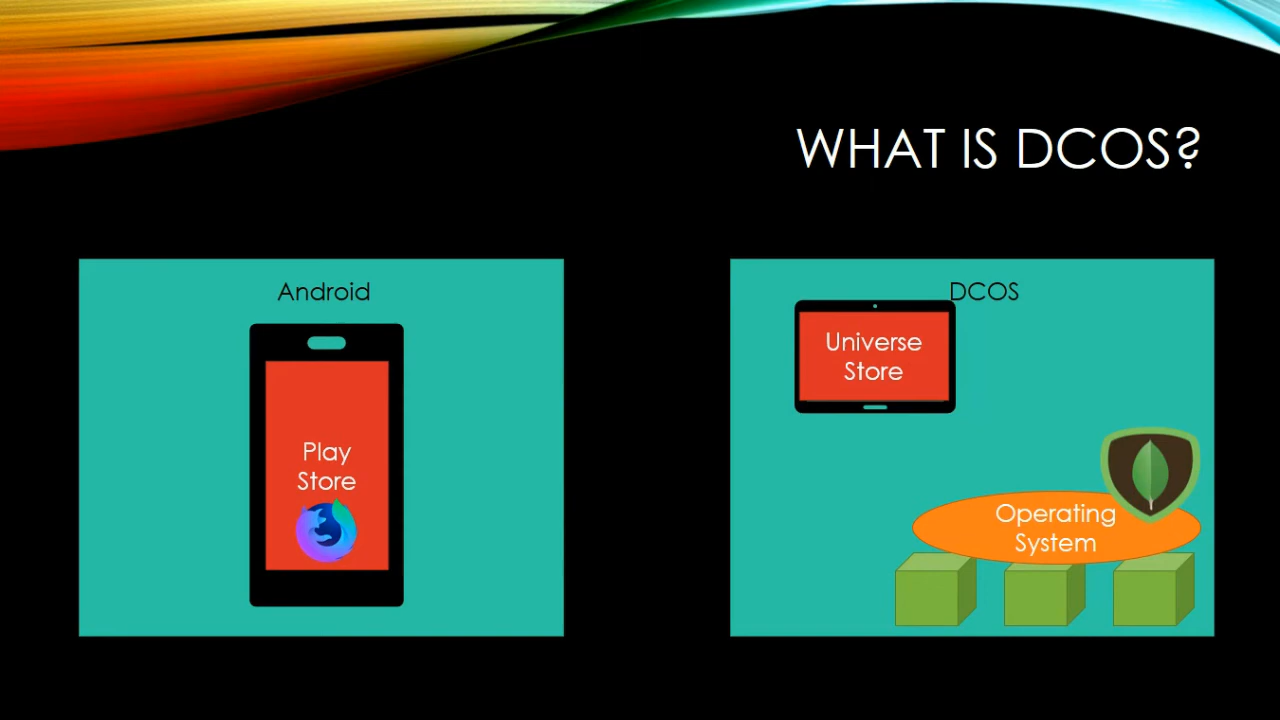 WHAT IS DCOS?
Android
Play
Store
DCOS
Universe
Store
Operating
System